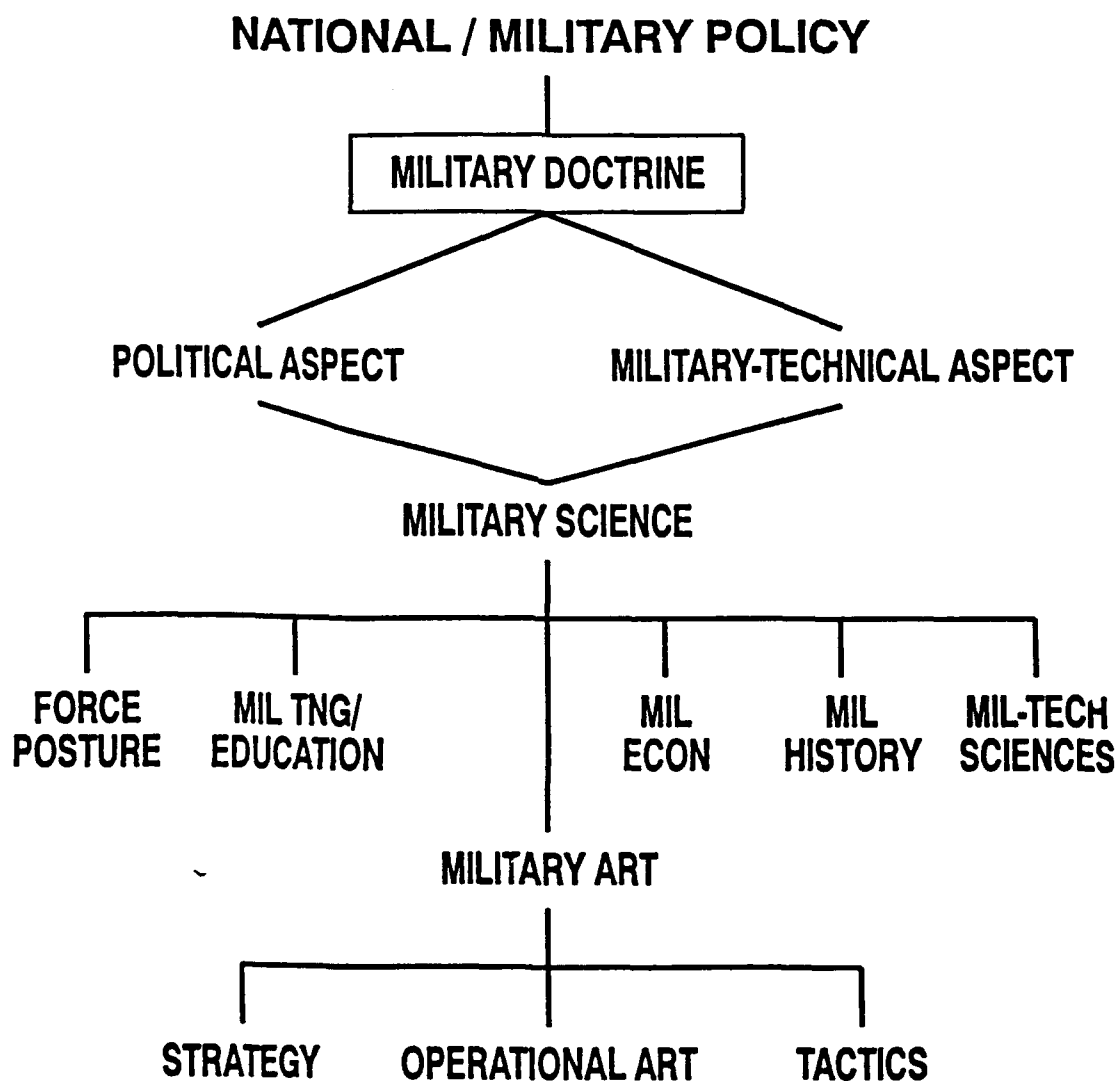 NATIONAL / MILITARY POLICY
MILITARY DOCTRINE
POLITICAL ASPECT
MILITARY-TECHNICAL ASPECT
MILITARY SCIENCE
FORCE
POSTURE
MIL TNG/
EDUCATION
MIL
ECON
MIL
HISTORY
MIL-TECH
SCIENCES
MILITARY ART
STRATEGY
OPERATIONAL ART
TACTICS